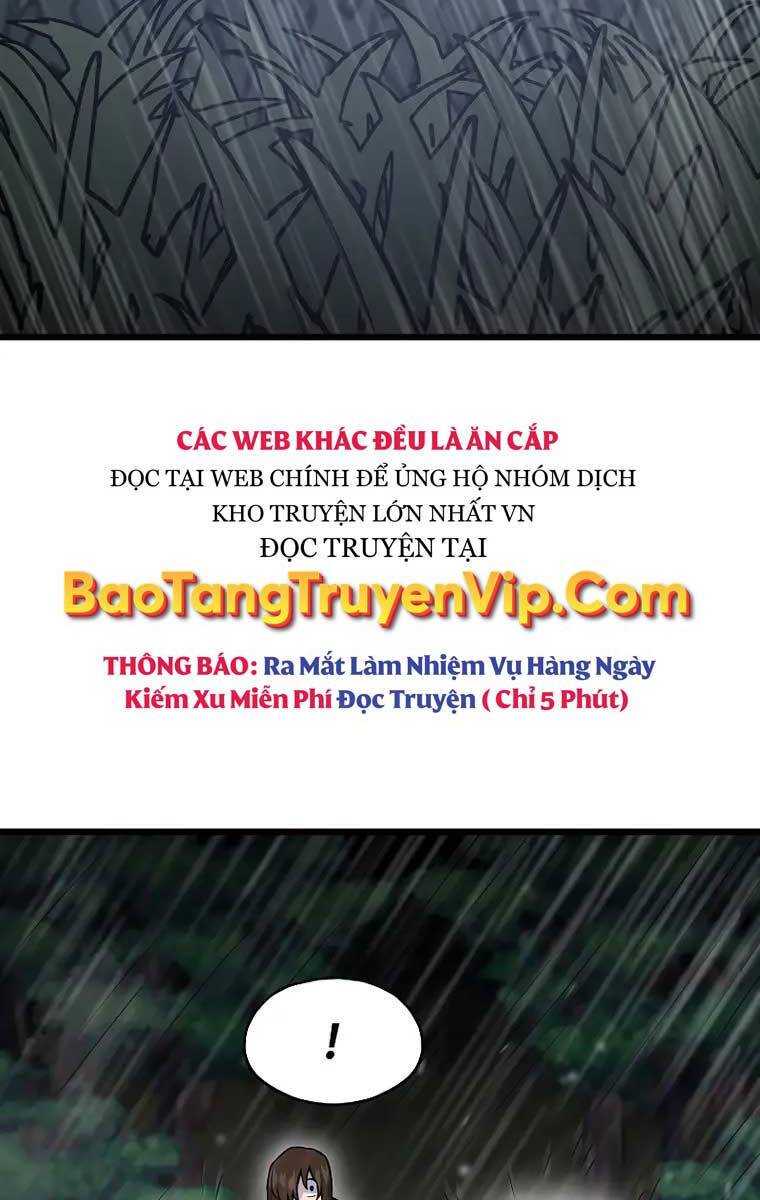 CÁC WEB KHÁC ĐỀU LÀ ĂN CẮP
ĐỌC TẠI WEB CHÍNH ĐỂ ỦNG HỘ NHÓM DỊCH
KHO TRUYỆN LỚN NHẤT VN
ĐỌC TRUYỆN TẠI
BaoTangTruyenVip.Com
THÔNG BÁO: Ra Mắt Làm Nhiệm Vụ Hàng Ngày
Kiếm Xu Miễn Phí Đọc Truyện ( Chỉ 5 Phút)
!